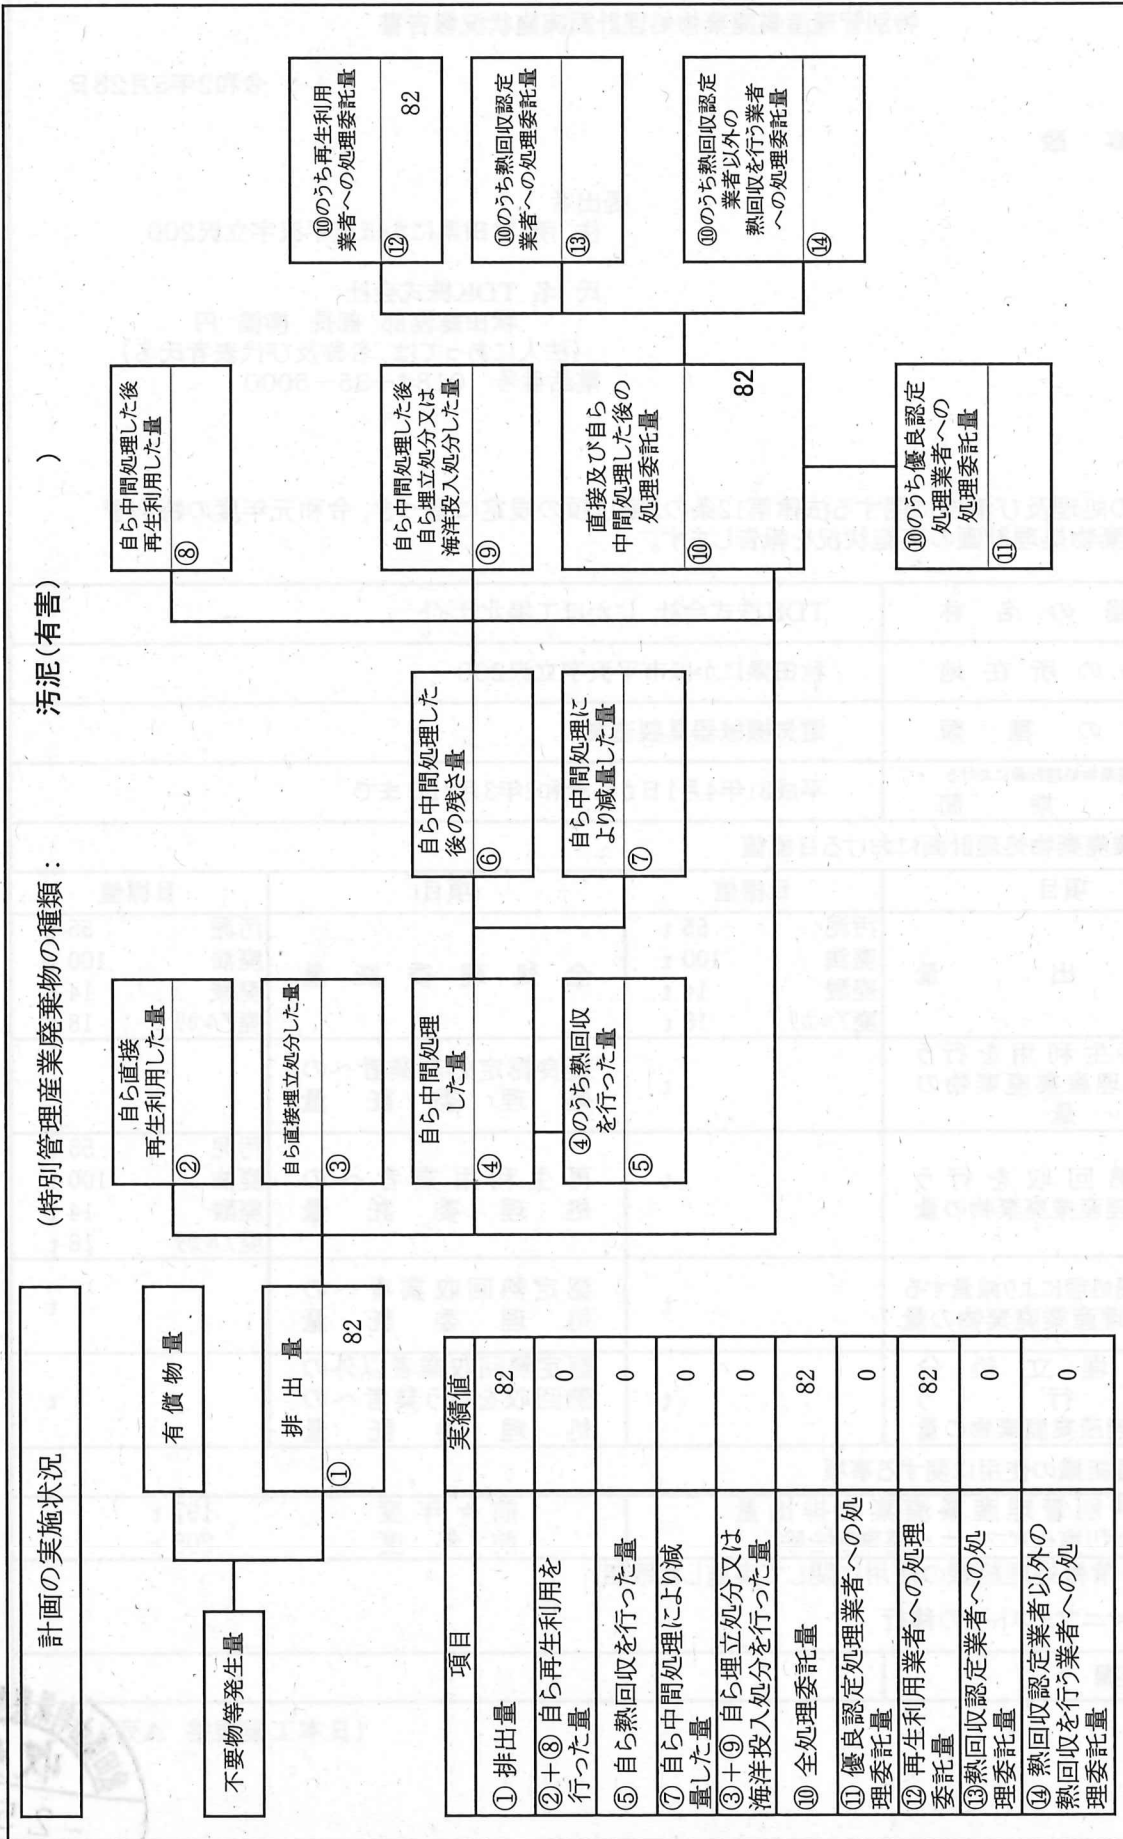 計画の実施状況
(特別管理産業廃棄物の種類: 汚泥(有害) )
不要物等発生量
有償物量
排出量
① 82
自ら直接
再生利用した量
②
自ら直接埋立処分した量
③
自ら中間処理
した量
④
④のうち熱回収
を行った量
⑤
自ら中間処理した
後の残さ量
⑥
自ら中間処理に
より減量した量
⑦
自ら中間処理した後
再生利用した量
⑧
自ら中間処理した後
自ら埋立処分又は
海洋投入処分した量
⑨
直接及び自ら
中間処理した後の
処理委託量
⑩ 82
⑩のうち優良認定
処理業者への
処理委託量
⑪
⑩のうち再生利用
業者への処理委託量
⑫ 82
⑩のうち熱回収認定
業者への処理委託量
⑬
⑩のうち熱回収認定
業者以外の
熱回収を行う業者
への処理委託量
⑭
項目 実績値
① 排出量 82
②+⑧ 自ら再生利用を
行った量 0
⑤ 自ら熱回収を行った量 0
⑦ 自ら中間処理により減
量した量 0
③+⑨ 自ら埋立処分又は
海洋投入処分を行った量 0
⑩ 全処理委託量 82
⑪ 優良認定処理業者への処
理委託量 0
⑫ 再生利用業者への処理
委託量 82
⑬熱回収認定業者への処
理委託量 0
⑭ 熱回収認定業者以外の
熱回収を行う業者への処
理委託量 0